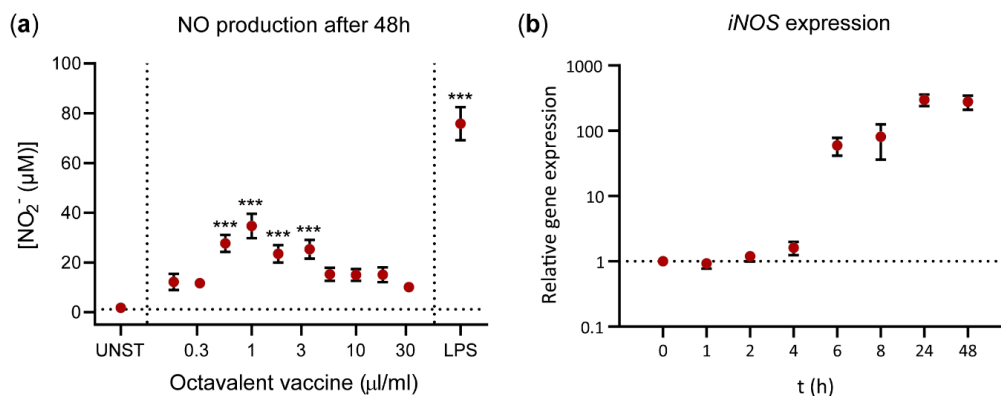 (a)
NO production after 48h
[NO₂⁻ (μM)]
100
80
60
40
20
0
***
***
***
***
***
UNST
0.3
1
3
10
30
LPS
Octavalent vaccine (μl/ml)
(b)
iNOS expression
Relative gene expression
1000
100
10
1
0.1
0
1
2
4
6
8
24
48
t (h)